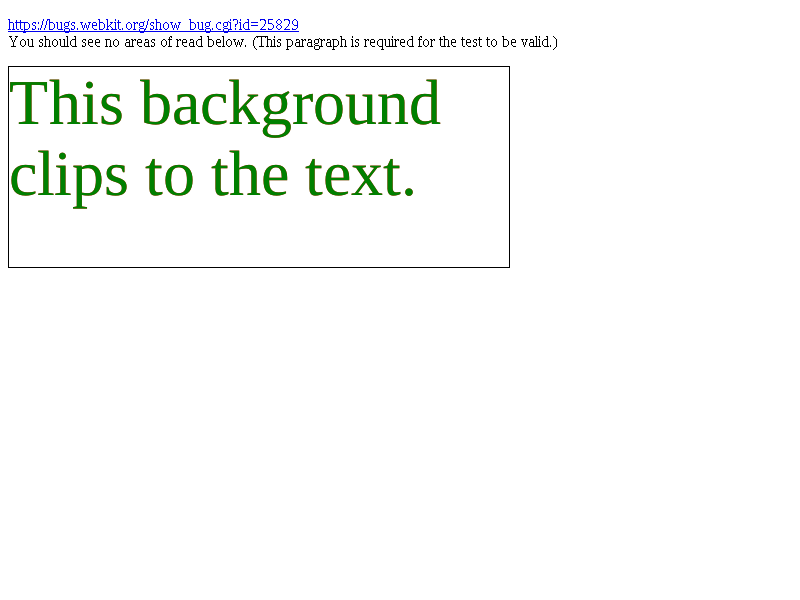 https://bugs.webkit.org/show_bug.cgi?id=25829
You should see no areas of read below. (This paragraph is required for the test to be valid.)
This background
clips to the text.